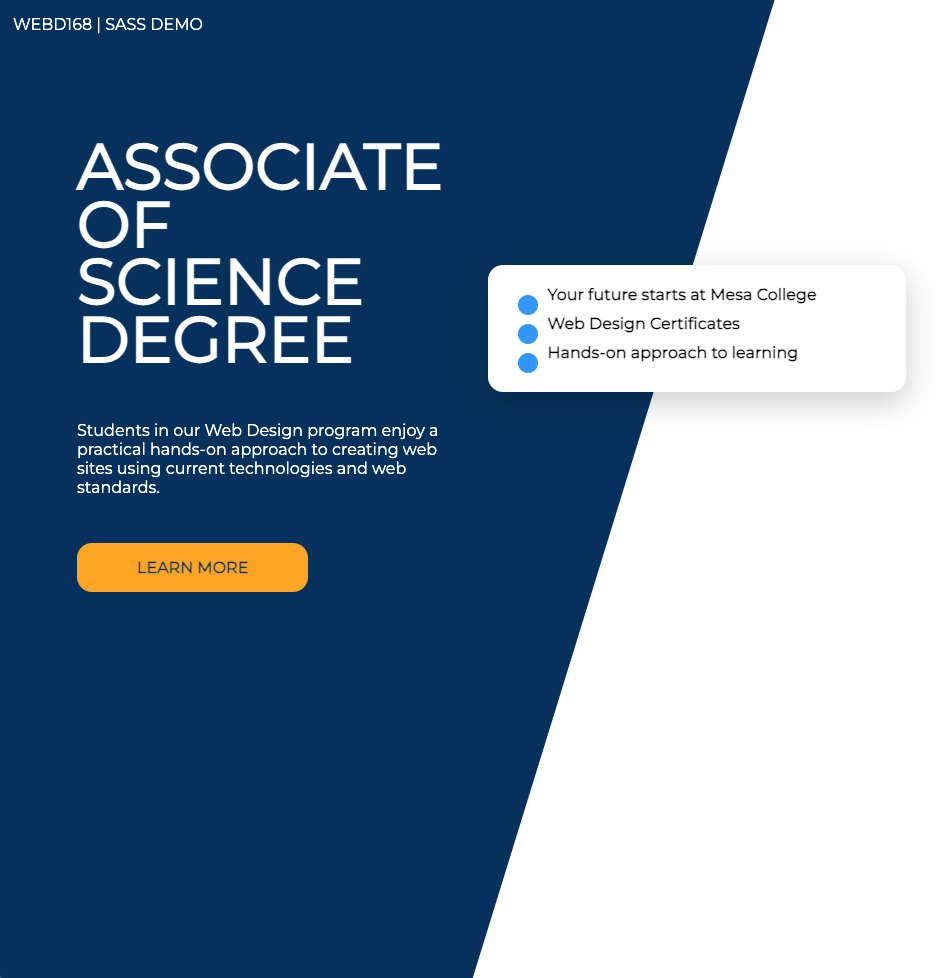 WEBD168 | SASS DEMO
ASSOCIATE
OF
SCIENCE
DEGREE
Students in our Web Design program enjoy a
practical hands-on approach to creating web
sites using current technologies and web
standards.
LEARN MORE
Your future starts at Mesa College
Web Design Certificates
Hands-on approach to learning